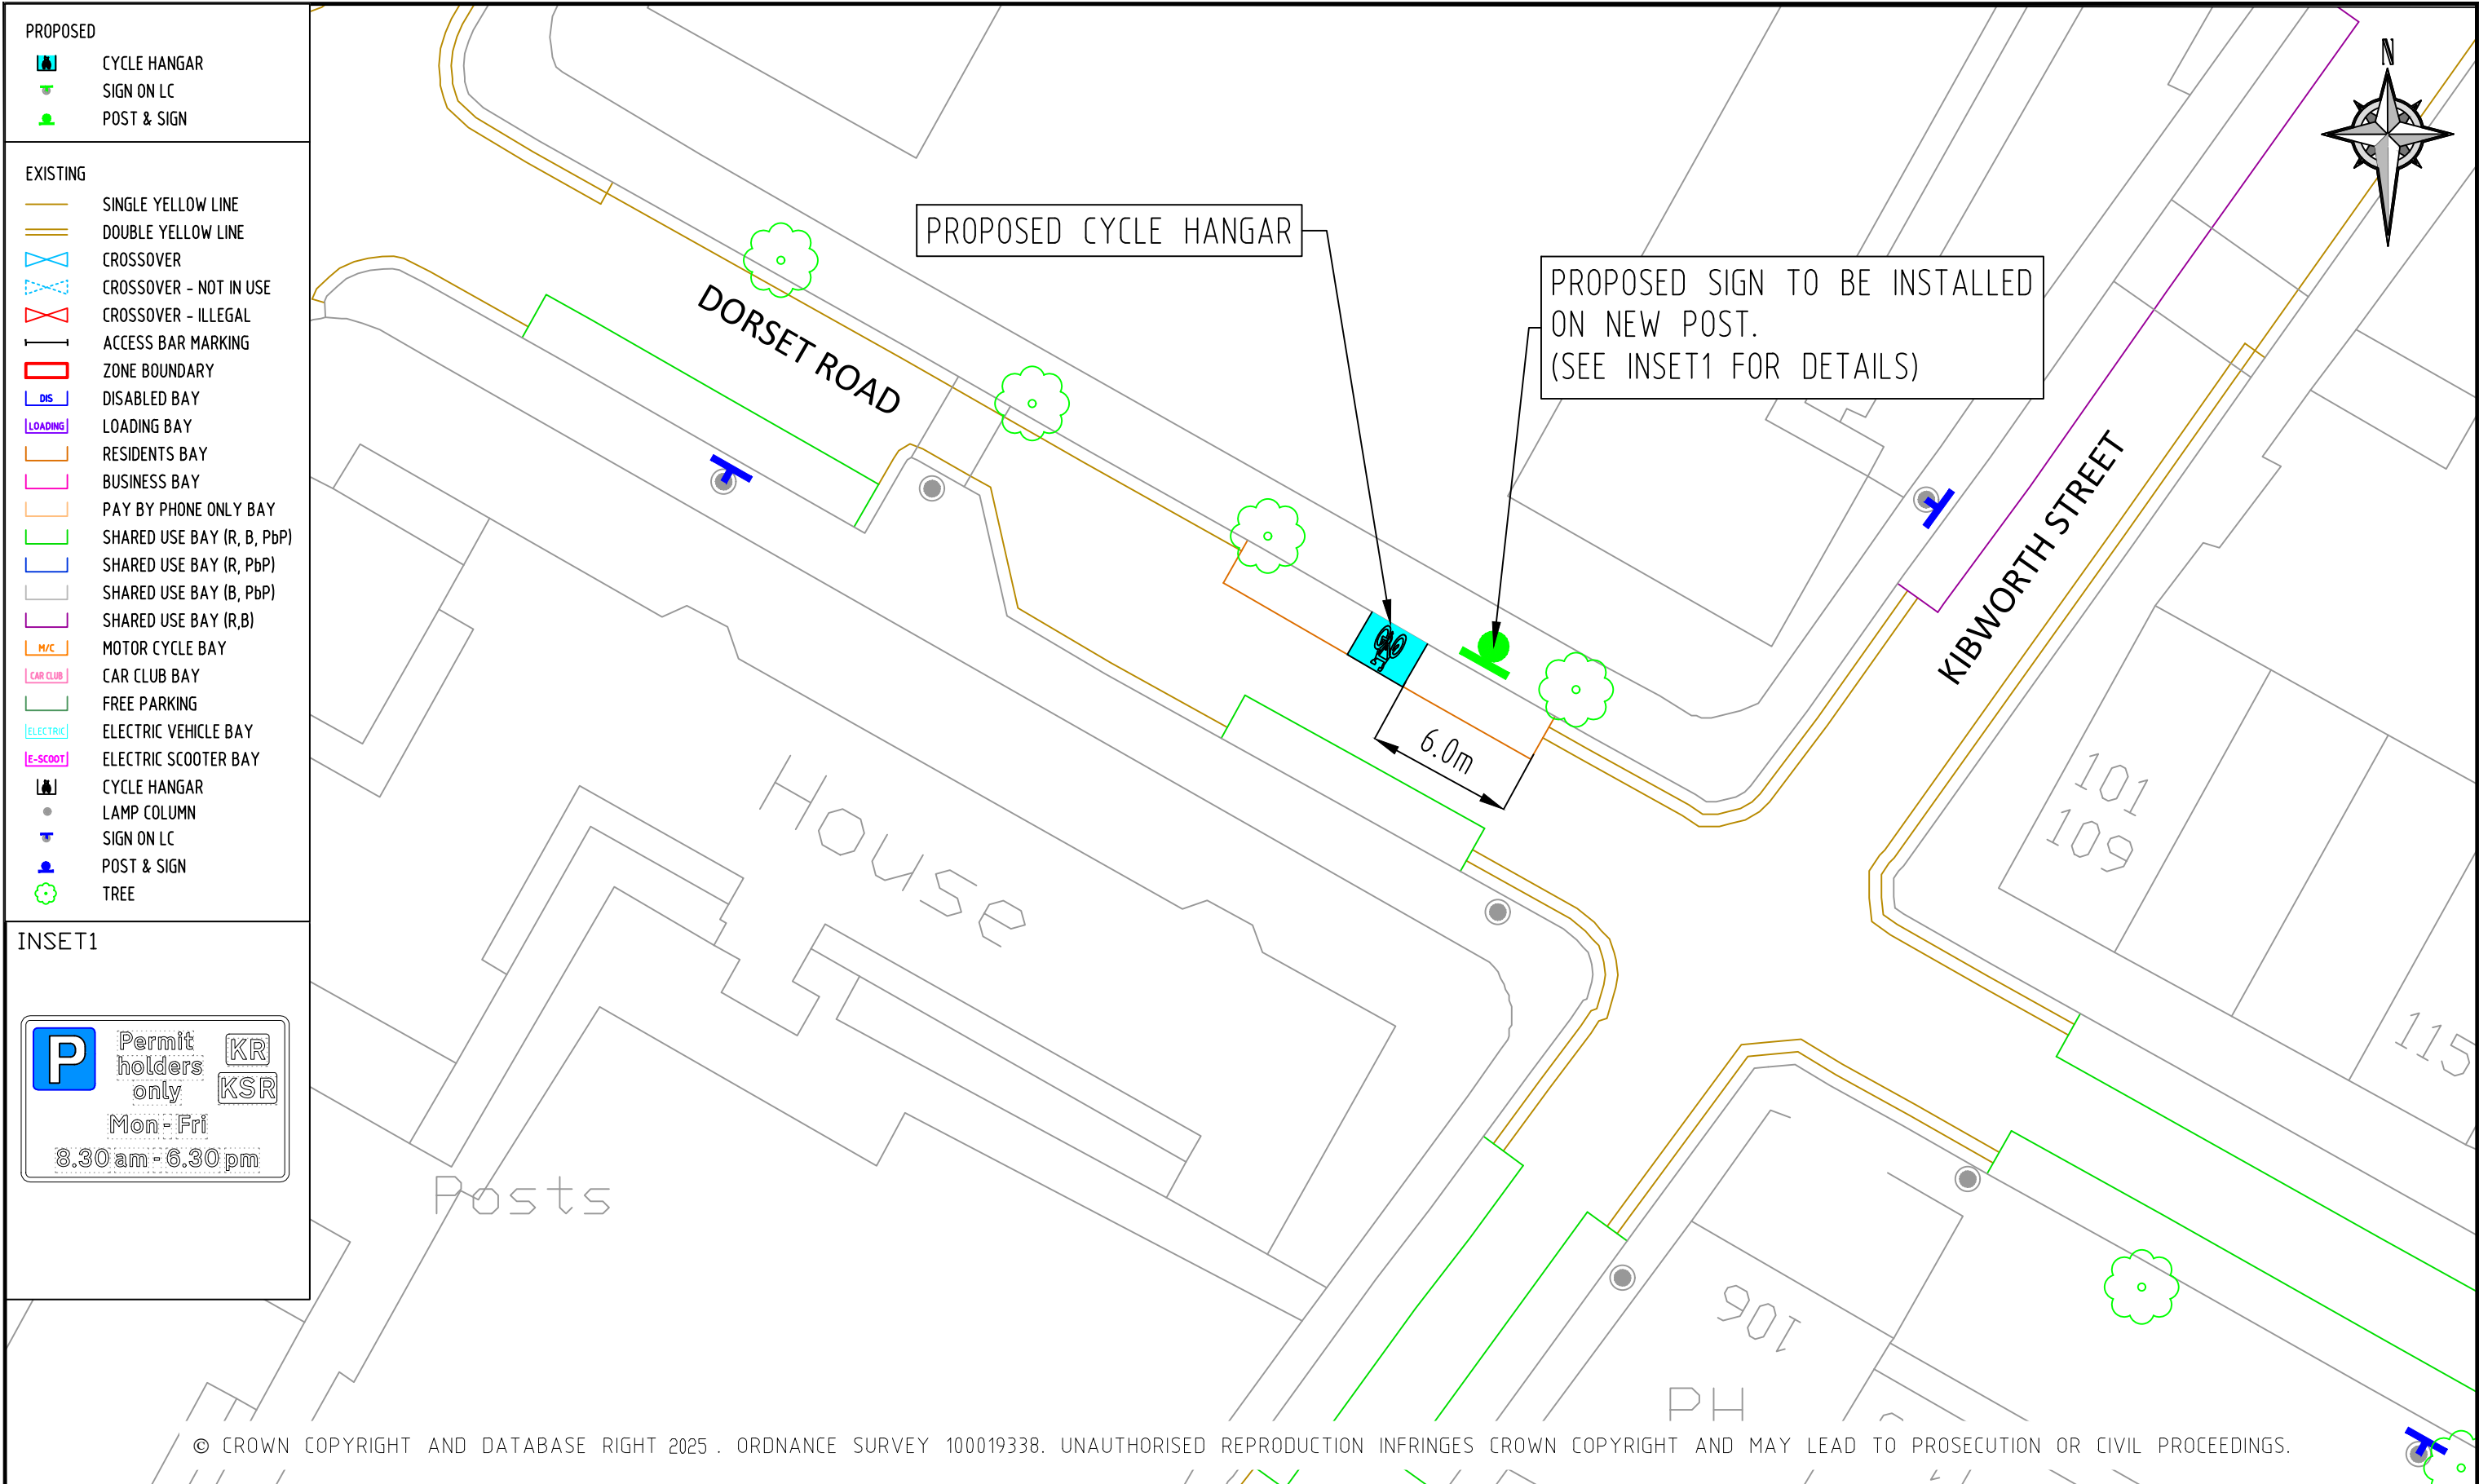 PROPOSED
CYCLE HANGAR
SIGN ON LC
POST & SIGN
EXISTING
SINGLE YELLOW LINE
DOUBLE YELLOW LINE
CROSSOVER
CROSSOVER - NOT IN USE
CROSSOVER - ILLEGAL
ACCESS BAR MARKING
ZONE BOUNDARY
DIS DISABLED BAY
LOADING LOADING BAY
RESIDENTS BAY
BUSINESS BAY
PAY BY PHONE ONLY BAY
SHARED USE BAY (R, B, PbP)
SHARED USE BAY (R, PbP)
SHARED USE BAY (B, PbP)
SHARED USE BAY (R,B)
M/C MOTOR CYCLE BAY
CAR CLUB CAR CLUB BAY
FREE PARKING
ELECTRIC ELECTRIC VEHICLE BAY
E-SCOOT ELECTRIC SCOOTER BAY
CYCLE HANGAR
LAMP COLUMN
SIGN ON LC
POST & SIGN
TREE
INSET1
P
Permit
holders
only
KR
KSR
Mon - Fri
8.30 am - 6.30 pm
N
PROPOSED CYCLE HANGAR
PROPOSED SIGN TO BE INSTALLED
ON NEW POST.
(SEE INSET1 FOR DETAILS)
DORSET ROAD
KIBWORTH STREET
6.0m
House
101
109
115
Posts
106
PH
© CROWN COPYRIGHT AND DATABASE RIGHT 2025 . ORDNANCE SURVEY 100019338. UNAUTHORISED REPRODUCTION INFRINGES CROWN COPYRIGHT AND MAY LEAD TO PROSECUTION OR CIVIL PROCEEDINGS.